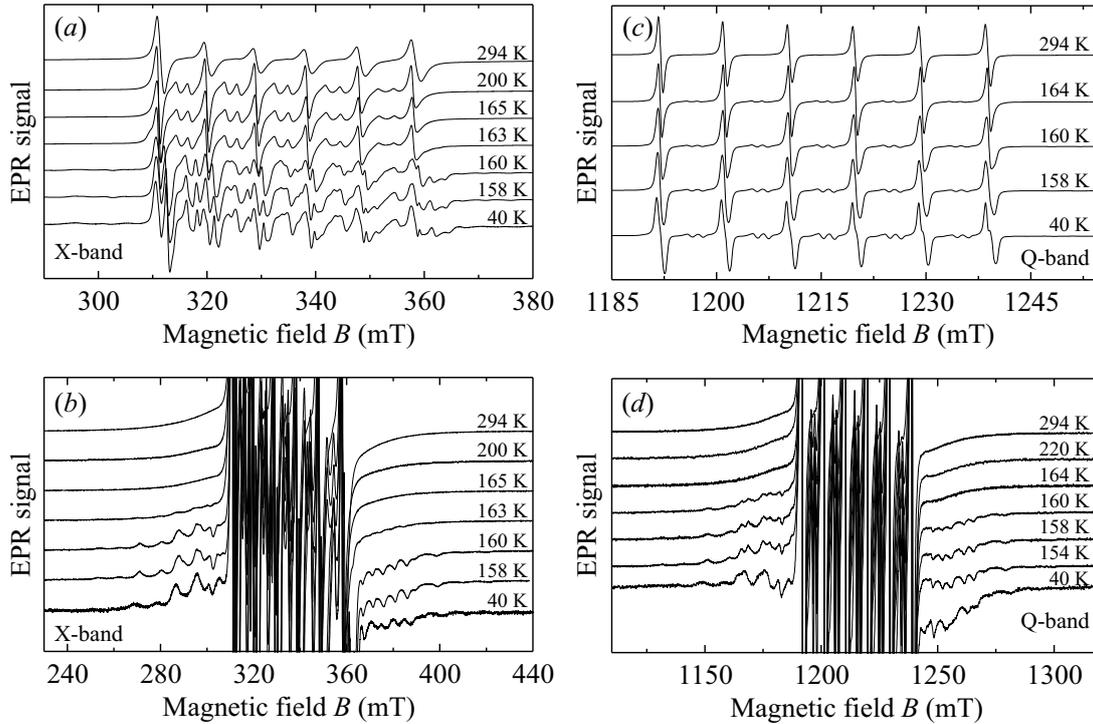 (a)
294 K
200 K
165 K
163 K
160 K
158 K
40 K
X-band
EPR signal
300 320 340 360 380
Magnetic field B (mT)
(c)
294 K
164 K
160 K
158 K
40 K
Q-band
EPR signal
1185 1200 1215 1230 1245
Magnetic field B (mT)
(b)
294 K
200 K
165 K
163 K
160 K
158 K
40 K
X-band
EPR signal
240 280 320 360 400 440
Magnetic field B (mT)
(d)
294 K
220 K
164 K
160 K
158 K
154 K
40 K
Q-band
EPR signal
1150 1200 1250 1300
Magnetic field B (mT)